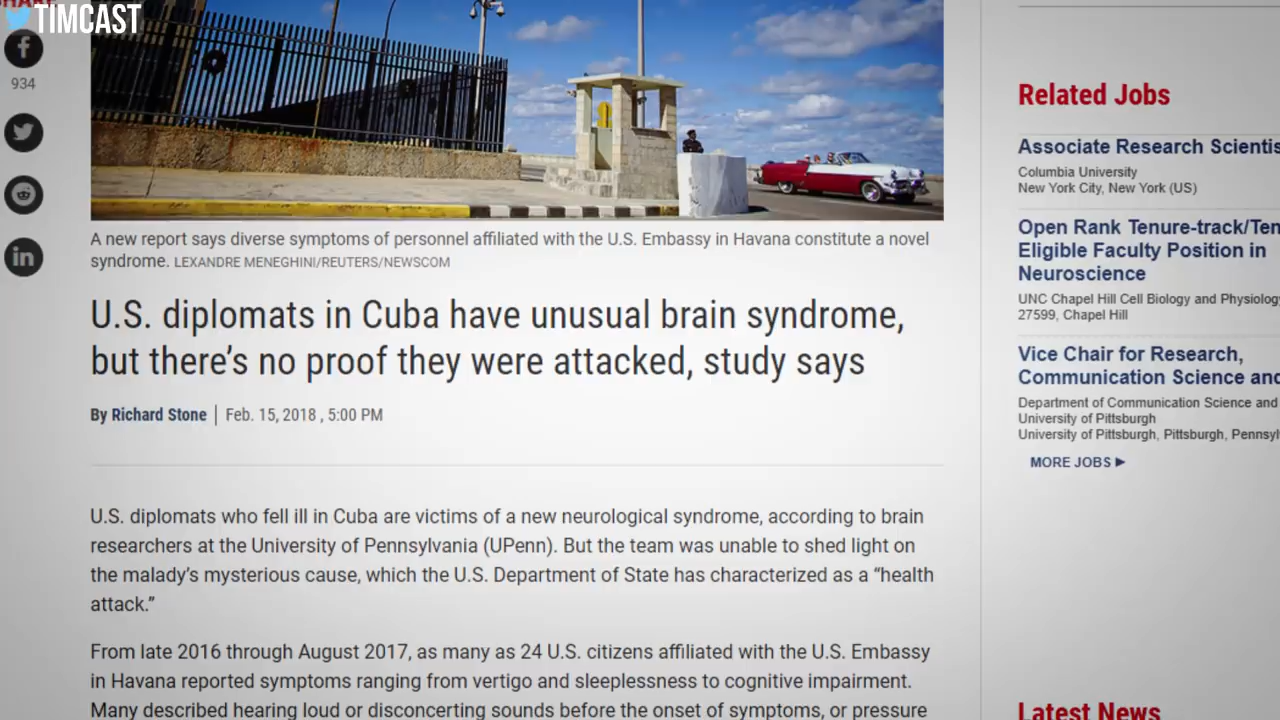 SHARE
TIMCAST
934
A new report says diverse symptoms of personnel affiliated with the U.S. Embassy in Havana constitute a novel
syndrome. LEXANDRE MENEGHINI/REUTERS/NEWSCOM
U.S. diplomats in Cuba have unusual brain syndrome,
but there's no proof they were attacked, study says
By Richard Stone | Feb. 15, 2018 , 5:00 PM
U.S. diplomats who fell ill in Cuba are victims of a new neurological syndrome, according to brain
researchers at the University of Pennsylvania (UPenn). But the team was unable to shed light on
the malady's mysterious cause, which the U.S. Department of State has characterized as a “health
attack.”
From late 2016 through August 2017, as many as 24 U.S. citizens affiliated with the U.S. Embassy
in Havana reported symptoms ranging from vertigo and sleeplessness to cognitive impairment.
Many described hearing loud or disconcerting sounds before the onset of symptoms, or pressure
Related Jobs
Associate Research Scientis
Columbia University
New York City, New York (US)
Open Rank Tenure-track/Ten
Eligible Faculty Position in
Neuroscience
UNC Chapel Hill Cell Biology and Physiology
27599, Chapel Hill
Vice Chair for Research,
Communication Science and
Department of Communication Science and
University of Pittsburgh
University of Pittsburgh, Pittsburgh, Pennsyl
MORE JOBS ►
Latest News